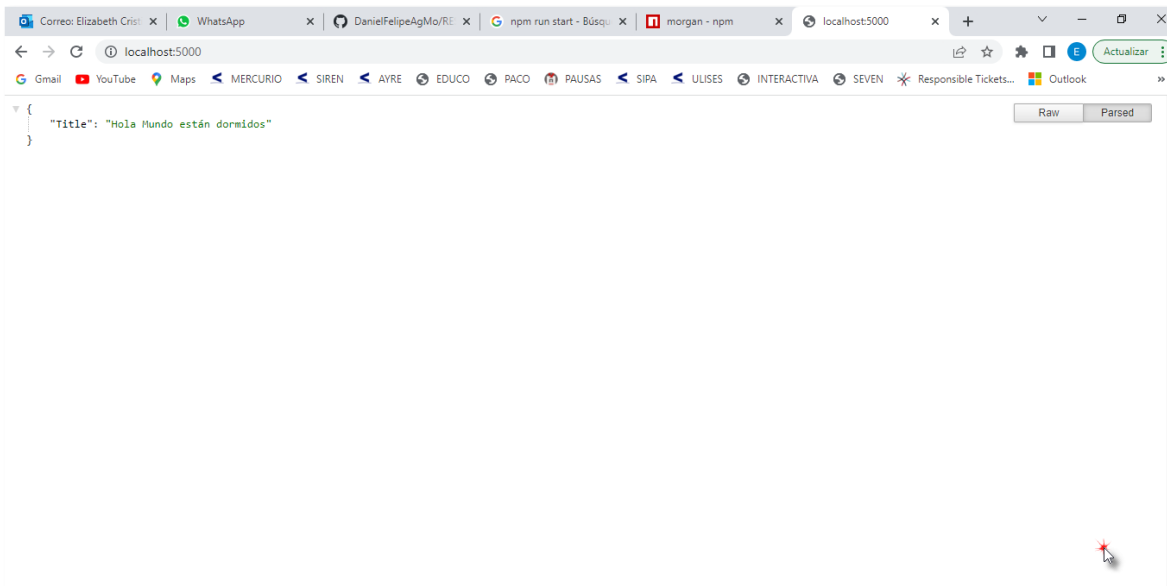 Correo: Elizabeth Crist
WhatsApp
DanielFelipeAgMo/RE
npm run start - Búsqu
morgan - npm
localhost:5000
localhost:5000
E
Actualizar
Gmail
YouTube
Maps
MERCURIO
SIREN
AYRE
EDUCO
PACO
PAUSAS
SIPA
ULISES
INTERACTIVA
SEVEN
Responsible Tickets...
Outlook
»
{
"Title": "Hola Mundo están dormidos"
}
Raw
Parsed